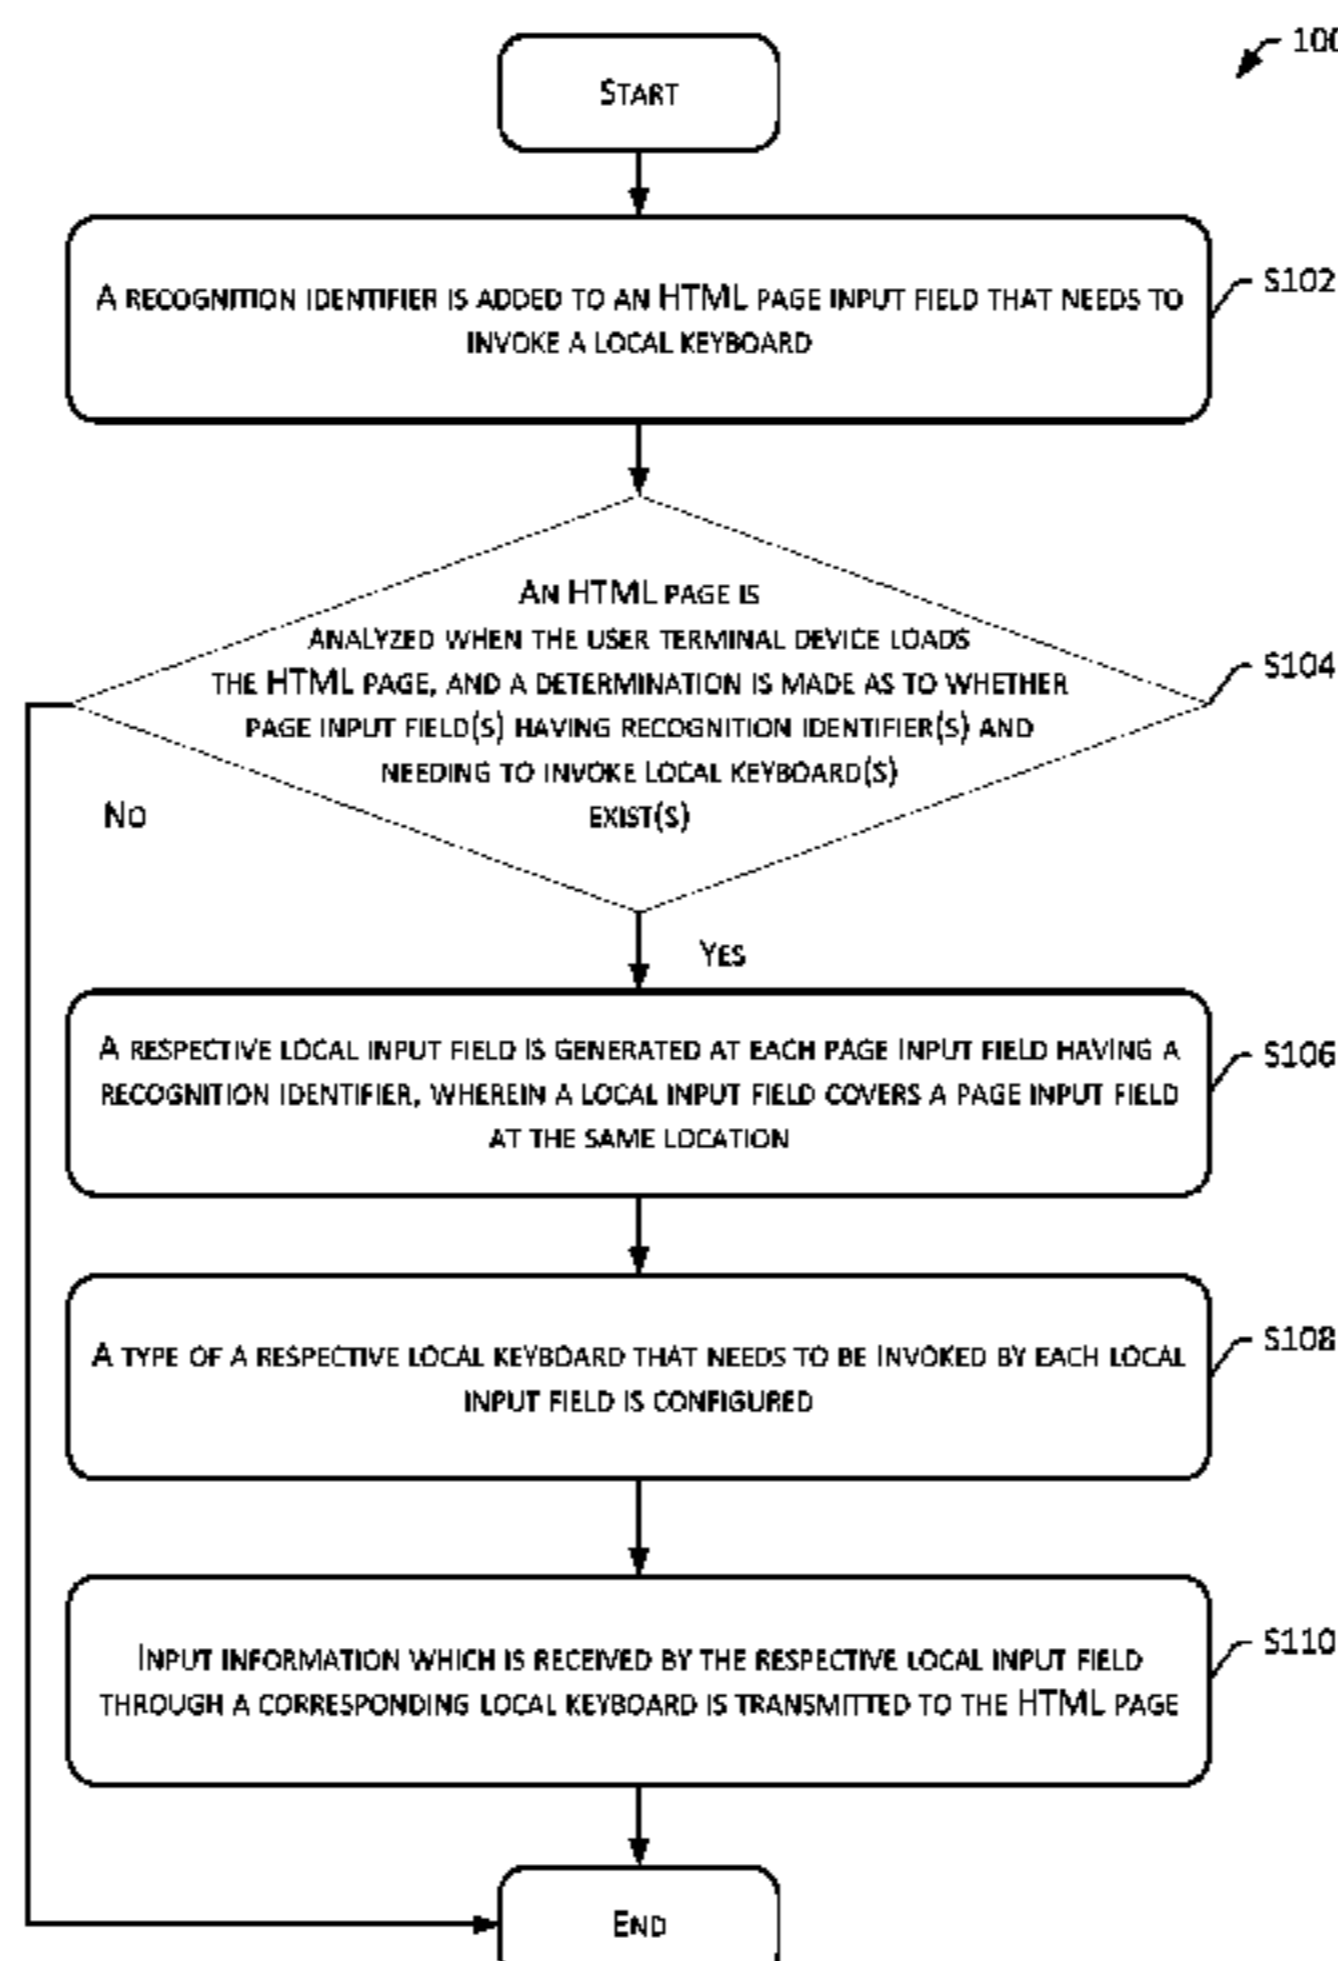 100
START
A RECOGNITION IDENTIFIER IS ADDED TO AN HTML PAGE INPUT FIELD THAT NEEDS TO
INVOKE A LOCAL KEYBOARD
S102
AN HTML PAGE IS
ANALYZED WHEN THE USER TERMINAL DEVICE LOADS
THE HTML PAGE, AND A DETERMINATION IS MADE AS TO WHETHER
PAGE INPUT FIELD(S) HAVING RECOGNITION IDENTIFIER(S) AND
NEEDING TO INVOKE LOCAL KEYBOARD(S)
EXIST(S)
S104
NO
YES
A RESPECTIVE LOCAL INPUT FIELD IS GENERATED AT EACH PAGE INPUT FIELD HAVING A
RECOGNITION IDENTIFIER, WHEREIN A LOCAL INPUT FIELD COVERS A PAGE INPUT FIELD
AT THE SAME LOCATION
S106
A TYPE OF A RESPECTIVE LOCAL KEYBOARD THAT NEEDS TO BE INVOKED BY EACH LOCAL
INPUT FIELD IS CONFIGURED
S108
INPUT INFORMATION WHICH IS RECEIVED BY THE RESPECTIVE LOCAL INPUT FIELD
THROUGH A CORRESPONDING LOCAL KEYBOARD IS TRANSMITTED TO THE HTML PAGE
S110
END